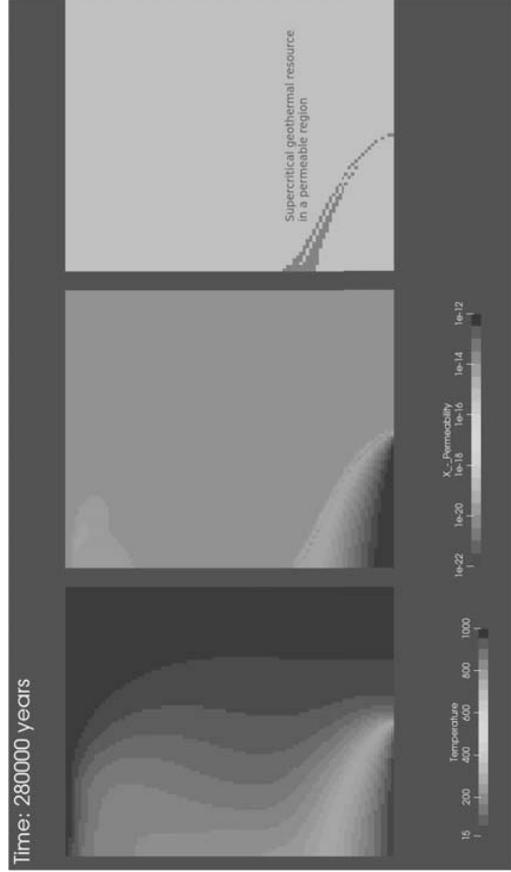 Time: 280000 years
Supercritical geothermal resource
in a permeable region
Temperature
15 200 400 600 800 1000
X_-_Permeability
1e-22 1e-20 1e-18 1e-16 1e-14 1e-12